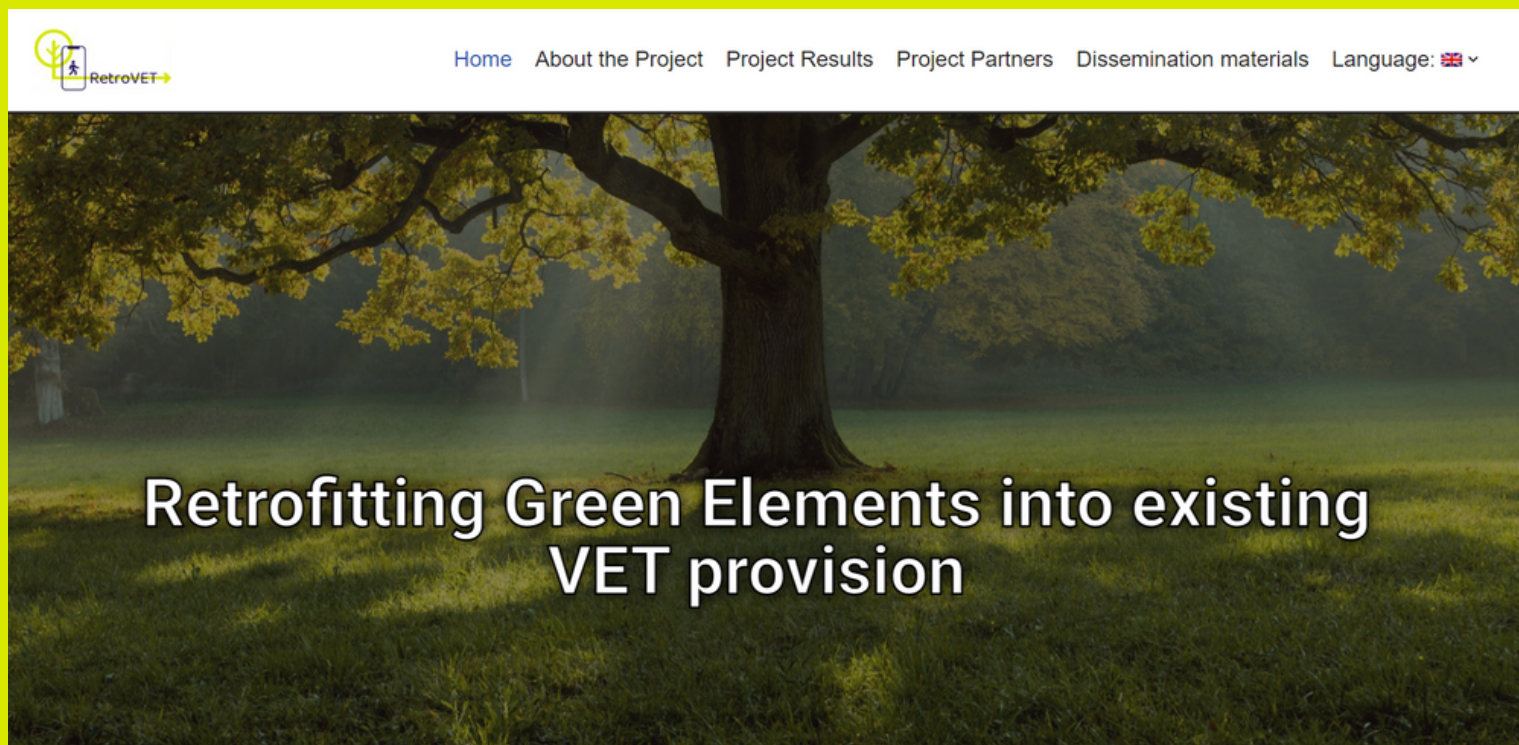 RetroVET
Home About the Project Project Results Project Partners Dissemination materials Language:
Retrofitting Green Elements into existing
VET provision